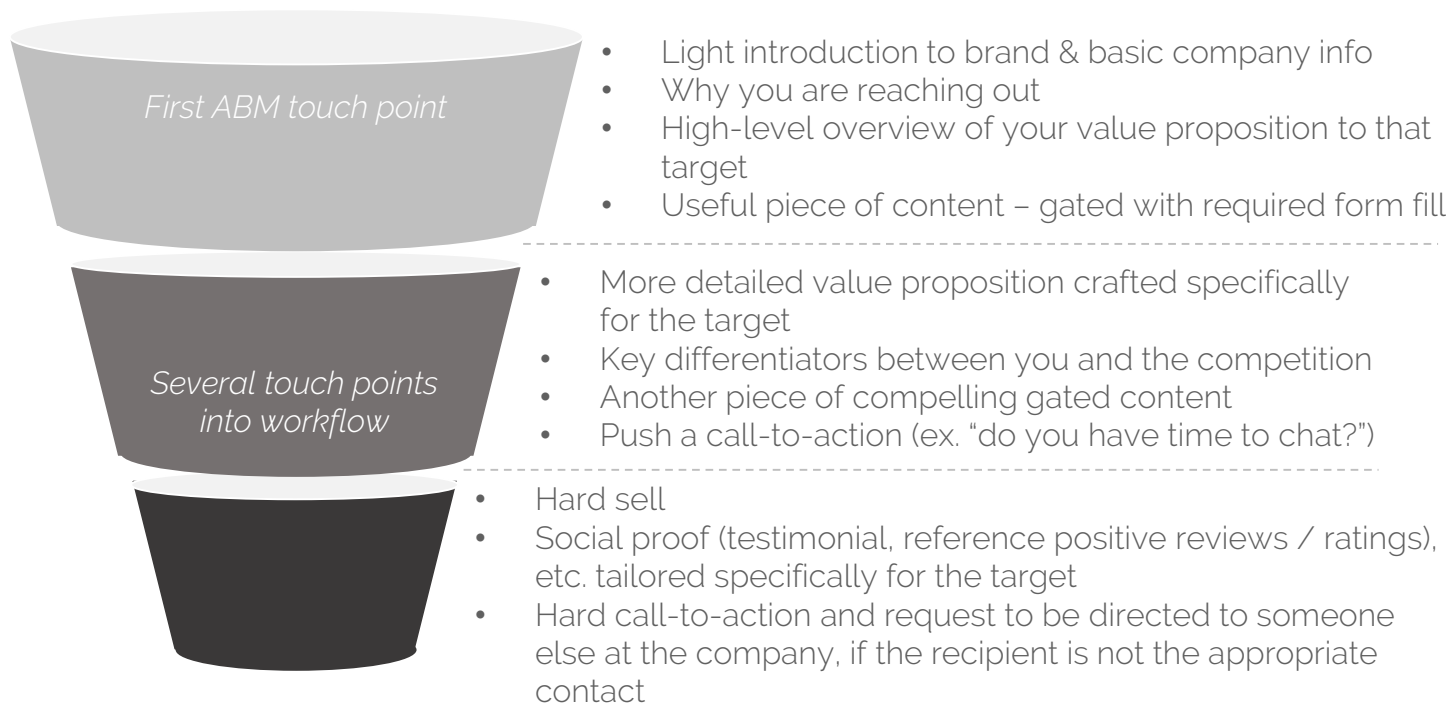 First ABM touch point
• Light introduction to brand & basic company info
• Why you are reaching out
• High-level overview of your value proposition to that
target
• Useful piece of content – gated with required form fill
Several touch points
into workflow
• More detailed value proposition crafted specifically
for the target
• Key differentiators between you and the competition
• Another piece of compelling gated content
• Push a call-to-action (ex. “do you have time to chat?”)
• Hard sell
• Social proof (testimonial, reference positive reviews / ratings),
etc. tailored specifically for the target
• Hard call-to-action and request to be directed to someone
else at the company, if the recipient is not the appropriate
contact